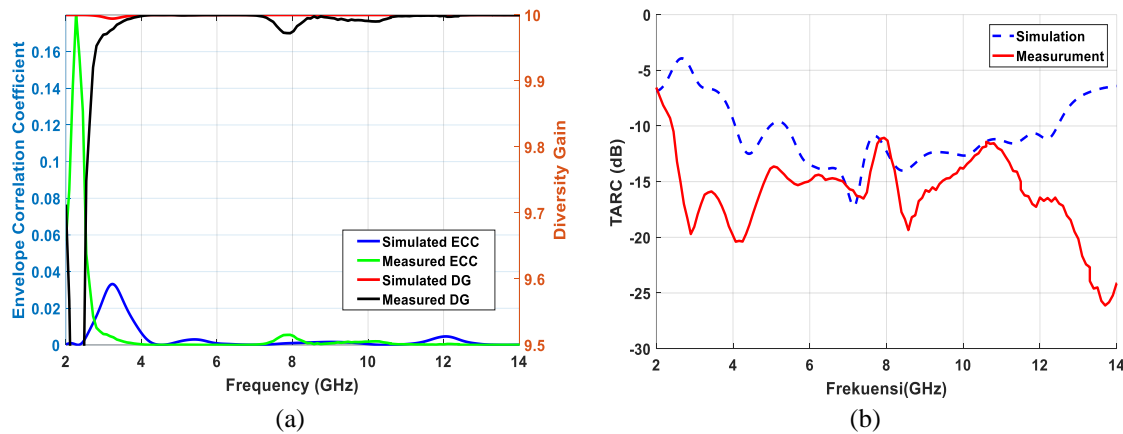 Envelope Correlation Coefficient
0.16
0.14
0.12
0.1
0.08
0.06
0.04
0.02
0
10
9.9
9.8
9.7
9.6
9.5
Diversity Gain
Simulated ECC
Measured ECC
Simulated DG
Measured DG
2 4 6 8 10 12 14
Frequency (GHz)
(a)
TARC (dB)
0
-5
-10
-15
-20
-25
-30
Simulation
Measurument
2 4 6 8 10 12 14
Frekuensi(GHz)
(b)